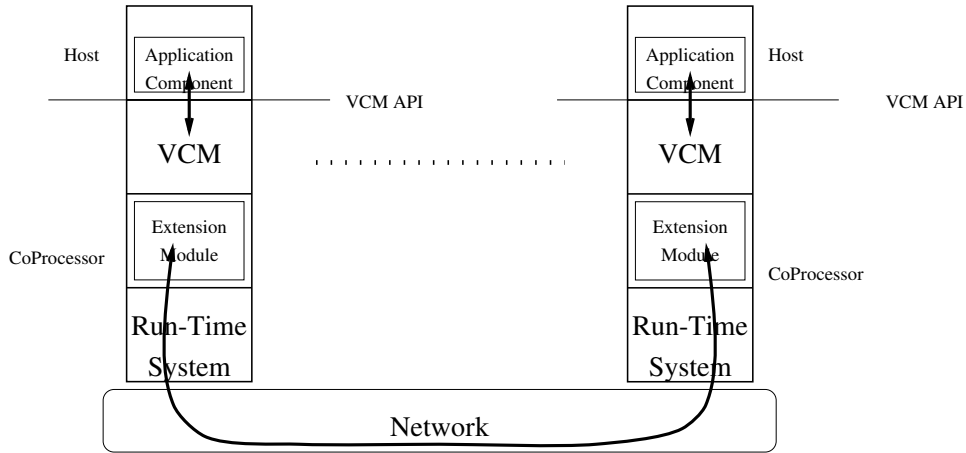 Host
Application
Component
Application
Component
Host
VCM API
VCM API
VCM
VCM
Extension
Module
Extension
Module
CoProcessor
CoProcessor
Run-Time
System
Run-Time
System
Network